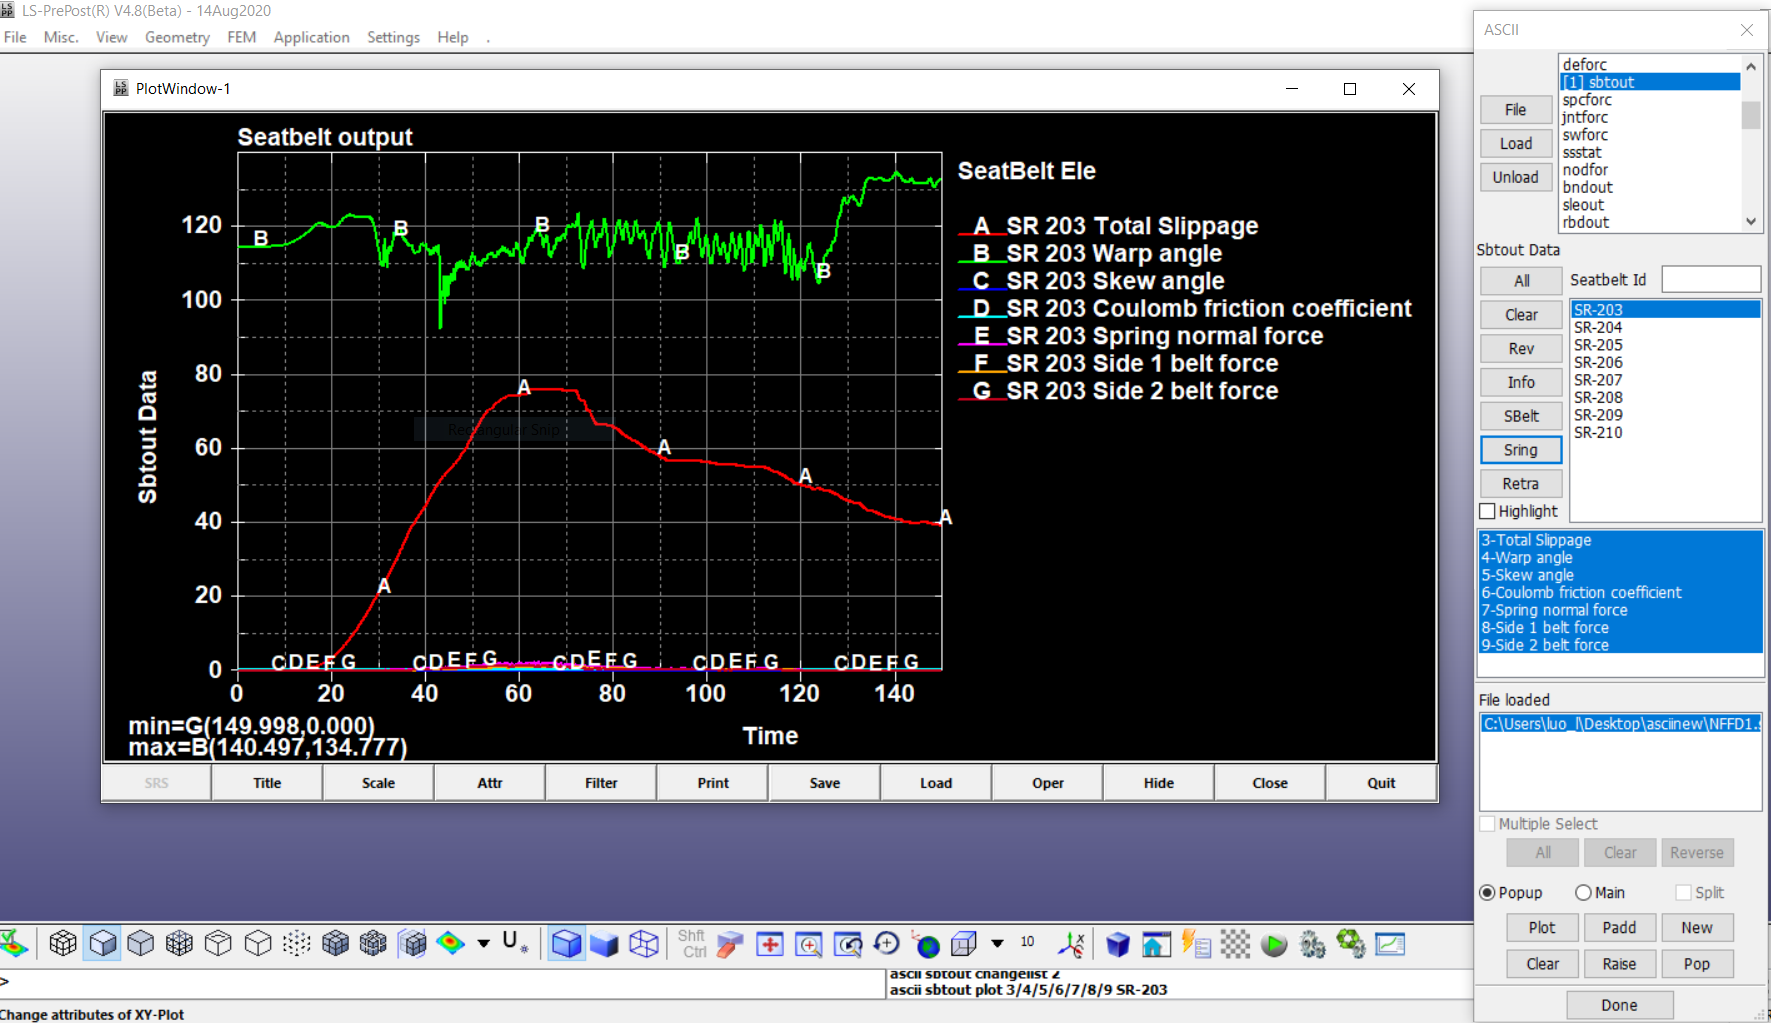 LS-PrePost(R) V4.8(Beta) - 14Aug2020
File Misc. View Geometry FEM Application Settings Help .
PlotWindow-1
Seatbelt output
SeatBelt Ele
A SR 203 Total Slippage
B SR 203 Warp angle
C SR 203 Skew angle
D SR 203 Coulomb friction coefficient
E SR 203 Spring normal force
F SR 203 Side 1 belt force
G SR 203 Side 2 belt force
120
100
80
60
40
20
0
Sbtout Data
B B B B B
A A A A A
Rectangular Snip
C D E F G C D E F G C D E F G C D E F G C D E F G
0 20 40 60 80 100 120 140
Time
min=G(149.998,0.000)
max=B(140.497,134.777)
SRS Title Scale Attr Filter Print Save Load Oper Hide Close Quit
Shft
Ctrl
10
>
ascii sbtout changelist 2
ascii sbtout plot 3/4/5/6/7/8/9 SR-203
Change attributes of XY-Plot
ASCII
File
Load
Unload
deforc
[1] sbtout
spcforc
jntforc
swforc
ssstat
nodfor
bndout
sleout
rbdout
Sbtout Data
All
Clear
Rev
Info
SBelt
Sring
Retra
Highlight
Seatbelt Id
SR-203
SR-204
SR-205
SR-206
SR-207
SR-208
SR-209
SR-210
3-Total Slippage
4-Warp angle
5-Skew angle
6-Coulomb friction coefficient
7-Spring normal force
8-Side 1 belt force
9-Side 2 belt force
File loaded
C:\Users\luo_l\Desktop\asciinew\NFFD1.s
Multiple Select
All Clear Reverse
Popup Main Split
Plot Padd New
Clear Raise Pop
Done